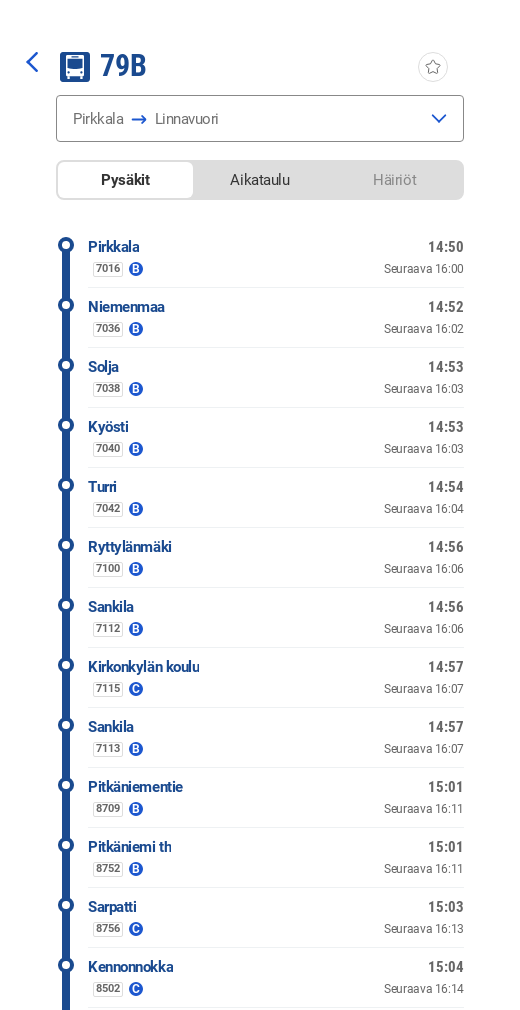 79B
Pirkkala → Linnavuori
Pysäkit Aikataulu Häiriöt
Pirkkala 14:50
7016 B Seuraava 16:00
Niemenmaa 14:52
7036 B Seuraava 16:02
Solja 14:53
7038 B Seuraava 16:03
Kyösti 14:53
7040 B Seuraava 16:03
Turri 14:54
7042 B Seuraava 16:04
Ryttylänmäki 14:56
7100 B Seuraava 16:06
Sankila 14:56
7112 B Seuraava 16:06
Kirkonkylän koulu 14:57
7115 C Seuraava 16:07
Sankila 14:57
7113 B Seuraava 16:07
Pitkäniementie 15:01
8709 B Seuraava 16:11
Pitkäniemi th 15:01
8752 B Seuraava 16:11
Sarpatti 15:03
8756 C Seuraava 16:13
Kennonnokka 15:04
8502 C Seuraava 16:14